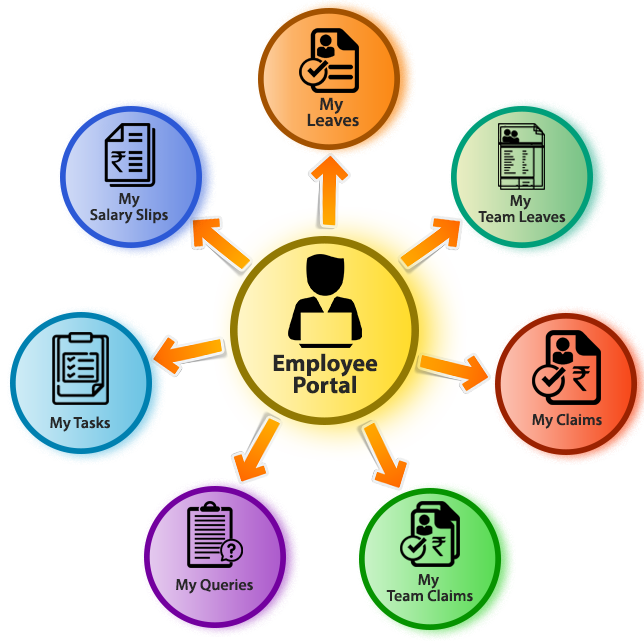 My
Leaves
My
Salary Slips
My
Team Leaves
Employee
Portal
My Tasks
My Claims
My Queries
My
Team Claims